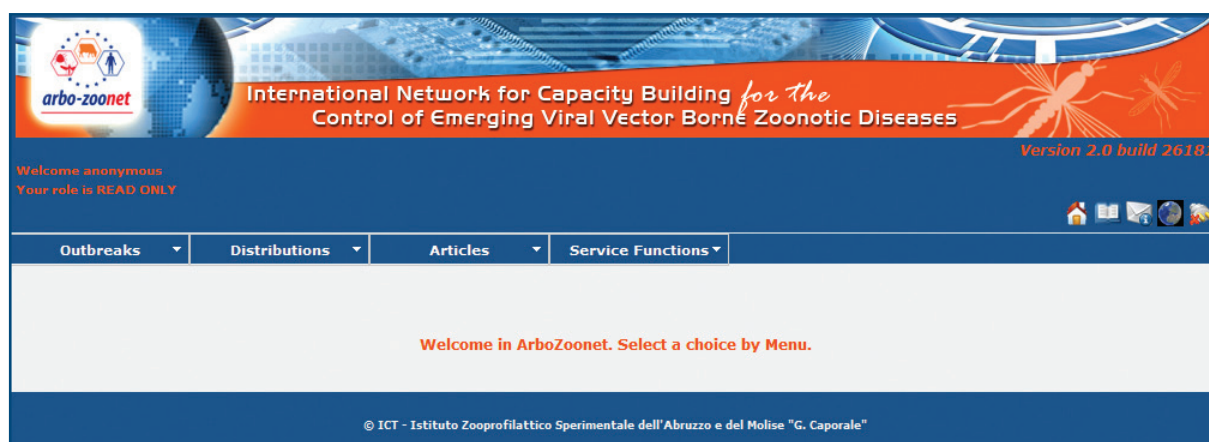 arbo-zoonet
International Network for Capacity Building for the
Control of Emerging Viral Vector Borne Zoonotic Diseases
Version 2.0 build 26181
Welcome anonymous
Your role is READ ONLY
Outbreaks Distributions Articles Service Functions
Welcome in ArboZoonet. Select a choice by Menu.
© ICT - Istituto Zooprofilattico Sperimentale dell'Abruzzo e del Molise "G. Caporale"